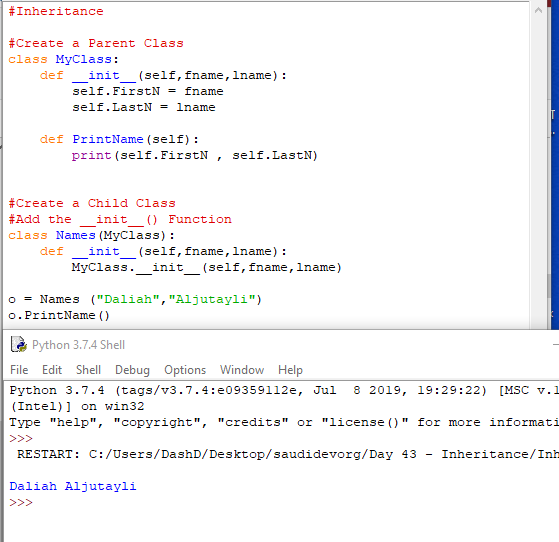 #Inheritance
#Create a Parent Class
class MyClass:
    def __init__(self,fname,lname):
        self.FirstN = fname
        self.LastN = lname
    def PrintName(self):
        print(self.FirstN , self.LastN)
#Create a Child Class
#Add the __init__() Function
class Names(MyClass):
    def __init__(self,fname,lname):
        MyClass.__init__(self,fname,lname)
o = Names ("Daliah","Aljutayli")
o.PrintName()
Python 3.7.4 Shell
File Edit Shell Debug Options Window Help
Python 3.7.4 (tags/v3.7.4:e09359112e, Jul  8 2019, 19:29:22) [MSC v.1
(Intel)] on win32
Type "help", "copyright", "credits" or "license()" for more informati
>>>
 RESTART: C:/Users/DashD/Desktop/saudidevorg/Day 43 - Inheritance/Inh
Daliah Aljutayli
>>>